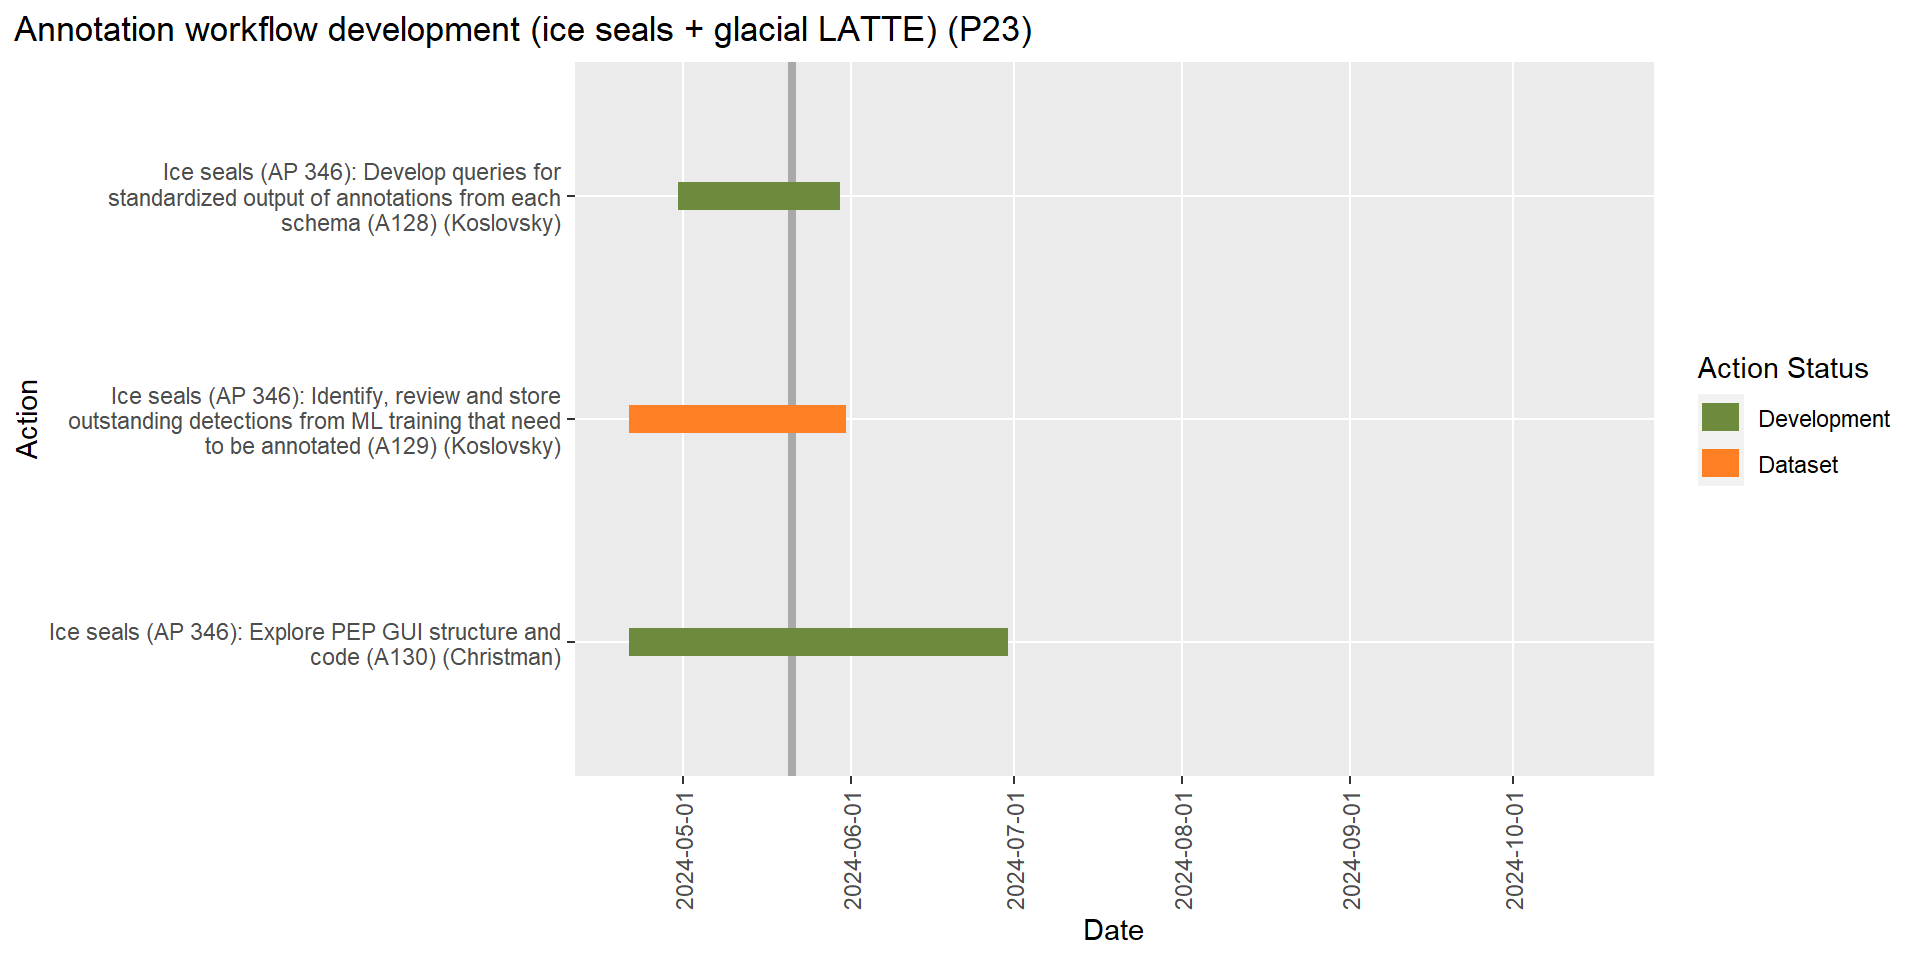 Annotation workflow development (ice seals + glacial LATTE) (P23)
Ice seals (AP 346): Develop queries for
standardized output of annotations from each
schema (A128) (Koslovsky)
Ice seals (AP 346): Identify, review and store
outstanding detections from ML training that need
to be annotated (A129) (Koslovsky)
Ice seals (AP 346): Explore PEP GUI structure and
code (A130) (Christman)
Action
2024-05-01
2024-06-01
2024-07-01
2024-08-01
2024-09-01
2024-10-01
Date
Action Status
Development
Dataset